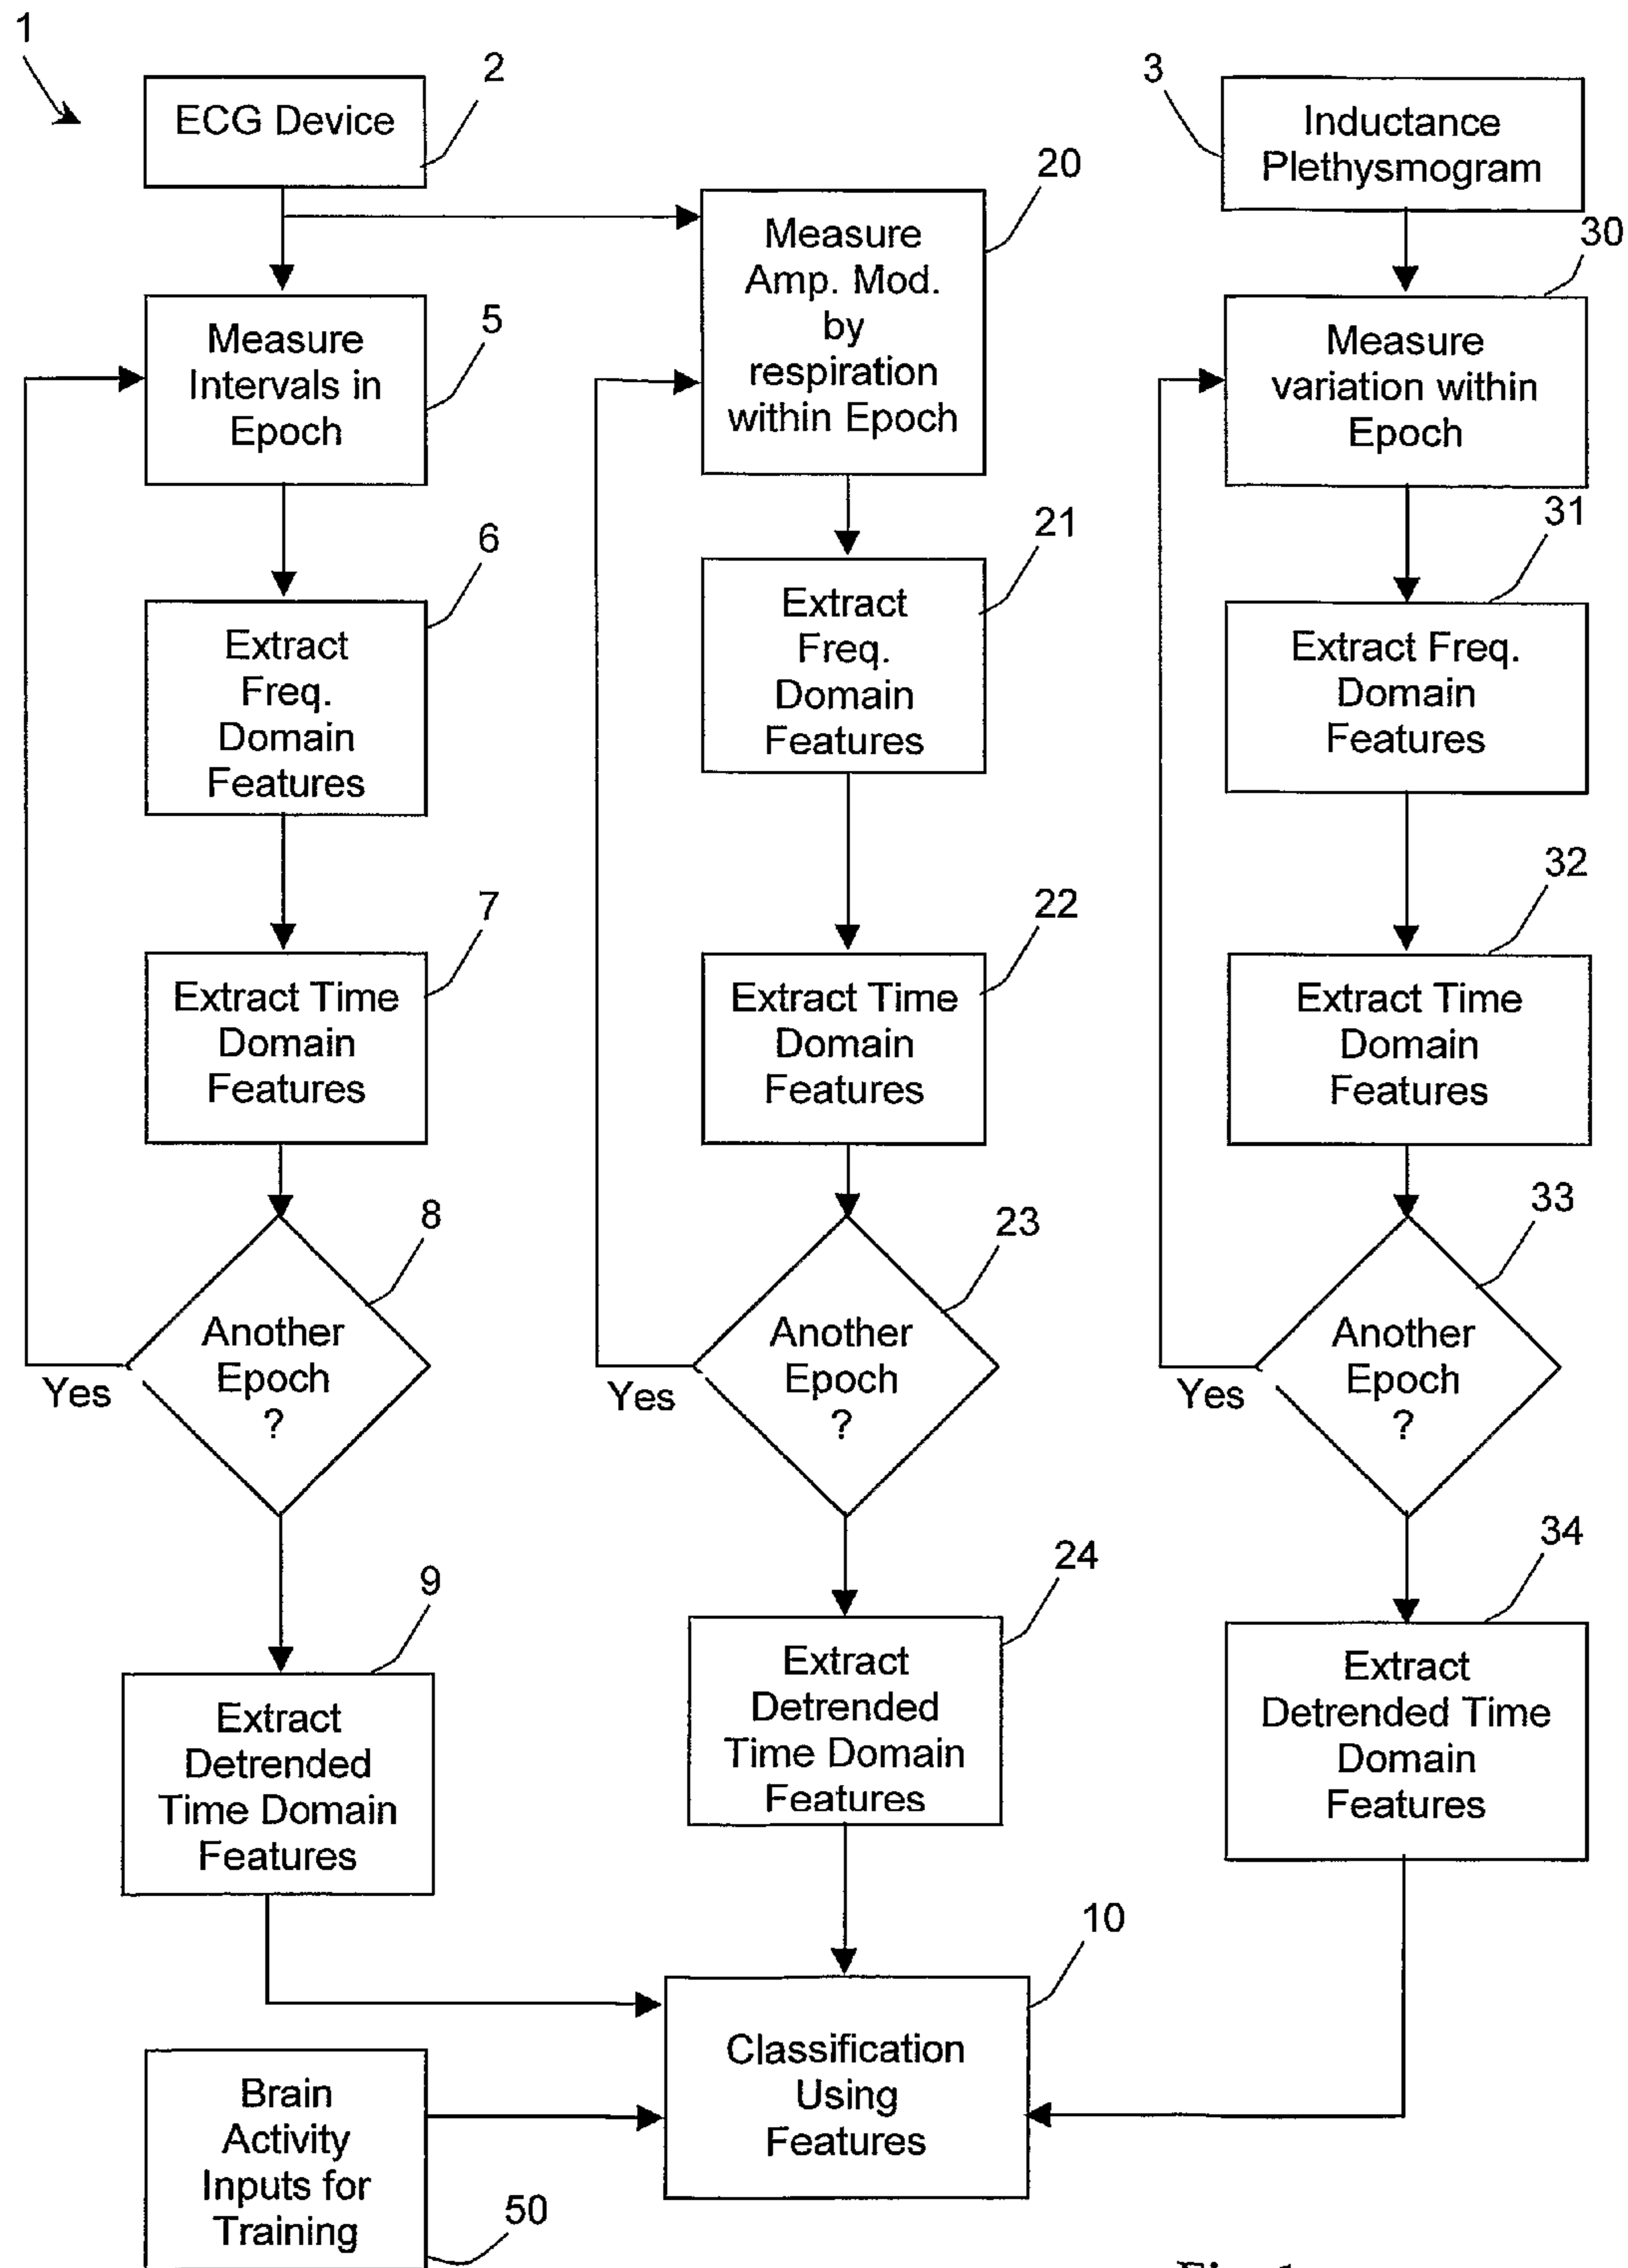 1
ECG Device
2
3
Inductance
Plethysmogram
20
Measure
Amp. Mod.
by
respiration
within Epoch
30
Measure
Intervals in
Epoch
5
Measure
variation within
Epoch
6
Extract
Freq.
Domain
Features
21
Extract
Freq.
Domain
Features
31
Extract Freq.
Domain
Features
7
Extract Time
Domain
Features
22
Extract Time
Domain
Features
32
Extract Time
Domain
Features
8
Another
Epoch
?
Yes
23
Another
Epoch
?
Yes
33
Another
Epoch
?
Yes
9
Extract
Detrended
Time Domain
Features
24
Extract
Detrended
Time Domain
Features
34
Extract
Detrended Time
Domain
Features
10
Classification
Using
Features
Brain
Activity
Inputs for
Training
50